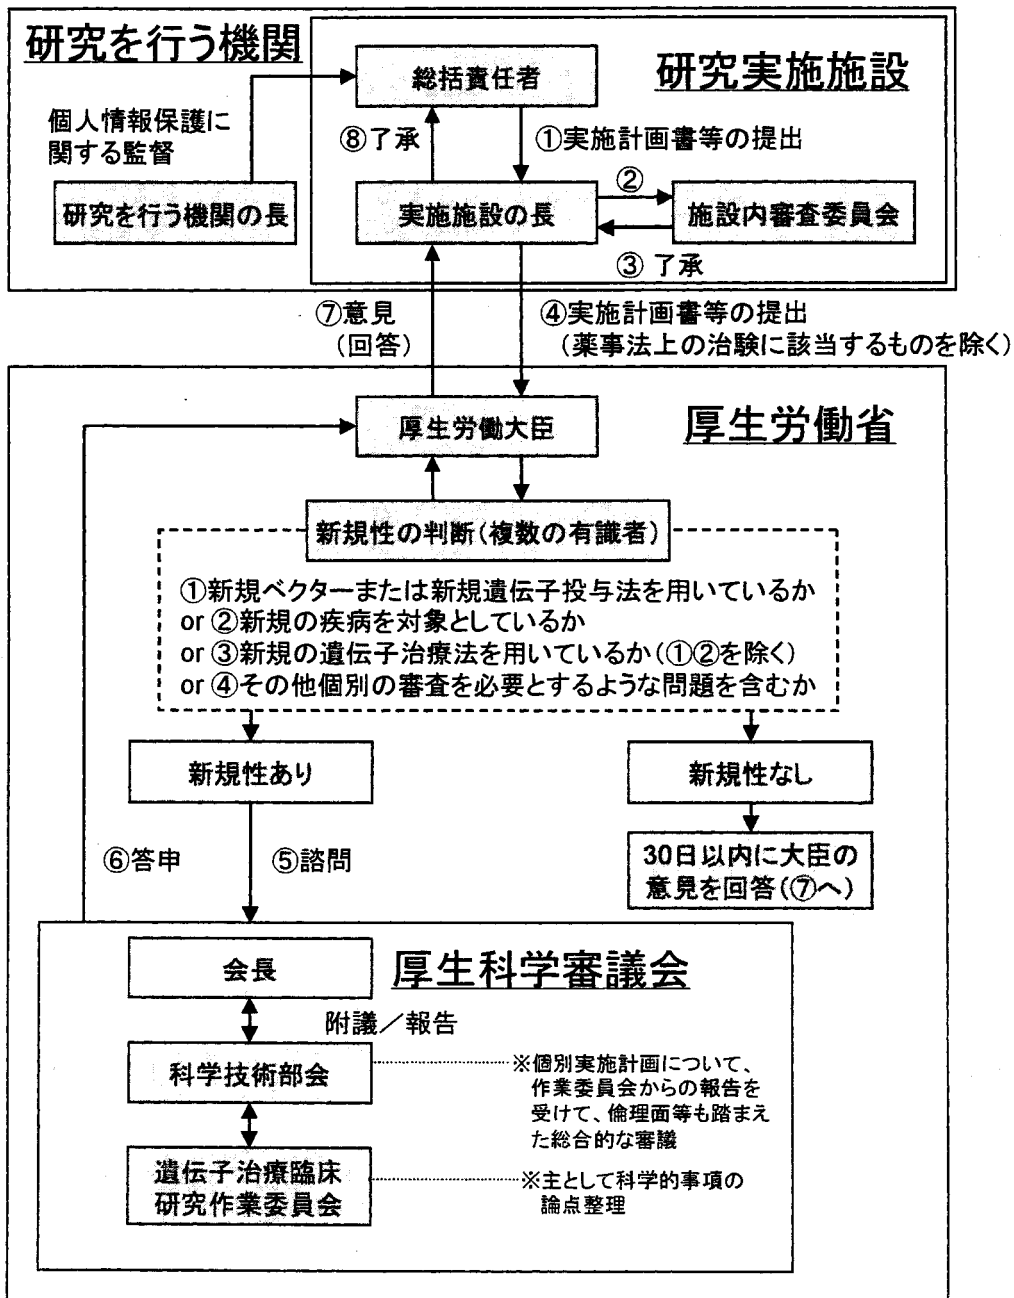 研究を行う機関
研究実施施設
総括責任者
個人情報保護に
関する監督
⑧了承
①実施計画書等の提出
研究を行う機関の長
実施施設の長
②
施設内審査委員会
③了承
⑦意見
(回答)
④実施計画書等の提出
(薬事法上の治験に該当するものを除く)
厚生労働省
厚生労働大臣
新規性の判断(複数の有識者)
①新規ベクターまたは新規遺伝子投与法を用いているか
or ②新規の疾病を対象としているか
or ③新規の遺伝子治療法を用いているか(①②を除く)
or ④その他個別の審査を必要とするような問題を含むか
新規性あり
新規性なし
⑥答申
⑤諮問
30日以内に大臣の
意見を回答(⑦へ)
厚生科学審議会
会長
附議/報告
科学技術部会
※個別実施計画について、
作業委員会からの報告を
受けて、倫理面等も踏まえ
た総合的な審議
遺伝子治療臨床
研究作業委員会
※主として科学的事項の
論点整理